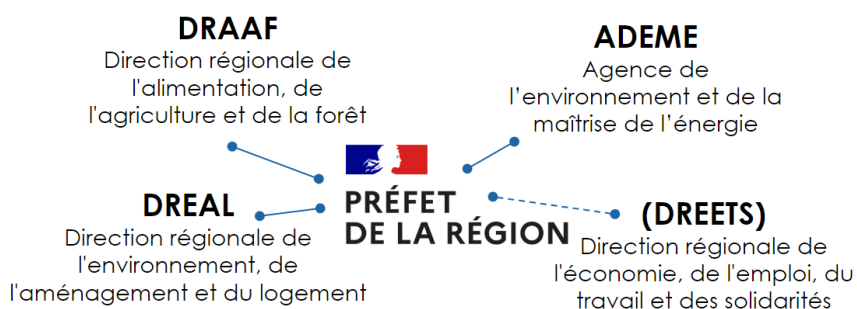 DRAAF
Direction régionale de
l'alimentation, de
l'agriculture et de la forêt
ADEME
Agence de
l’environnement et de la
maîtrise de l’énergie
PRÉFET
DE LA RÉGION
DREAL
Direction régionale de
l'environnement, de
l'aménagement et du logement
(DREETS)
Direction régionale de
l'économie, de l'emploi, du
travail et des solidarités